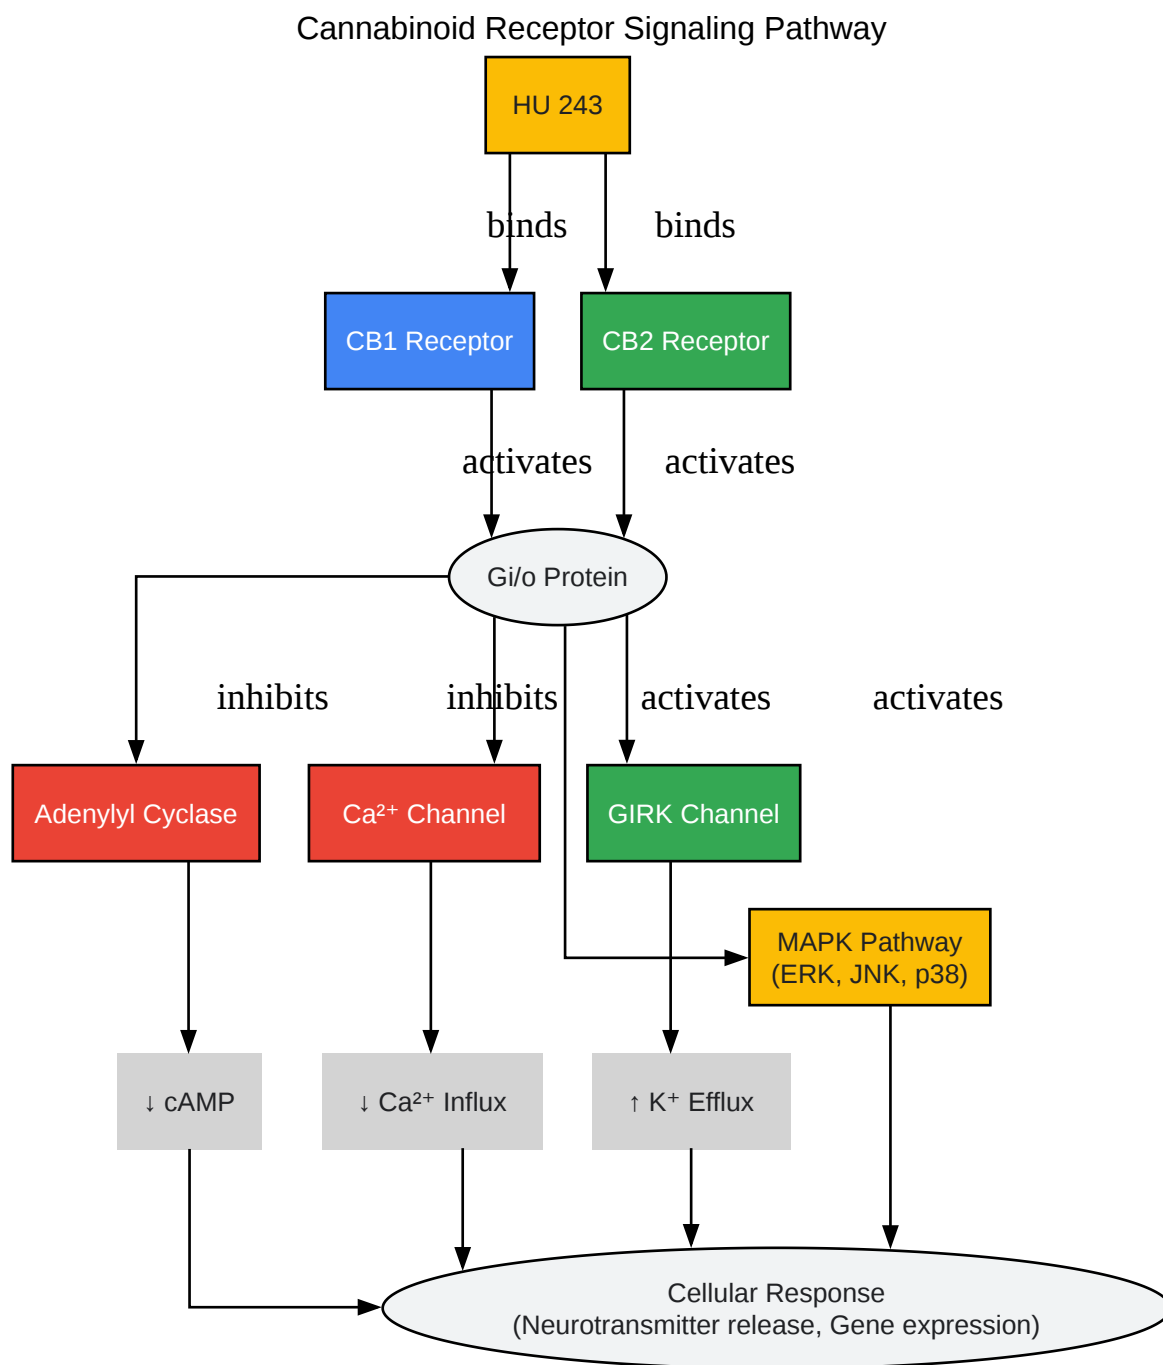 Cannabinoid Receptor Signaling Pathway
HU 243
binds
binds
CB1 Receptor
CB2 Receptor
activates
activates
Gi/o Protein
inhibits
inhibits
activates
activates
Adenylyl Cyclase
Ca²⁺ Channel
GIRK Channel
MAPK Pathway
(ERK, JNK, p38)
↓ cAMP
↓ Ca²⁺ Influx
↑ K⁺ Efflux
Cellular Response
(Neurotransmitter release, Gene expression)